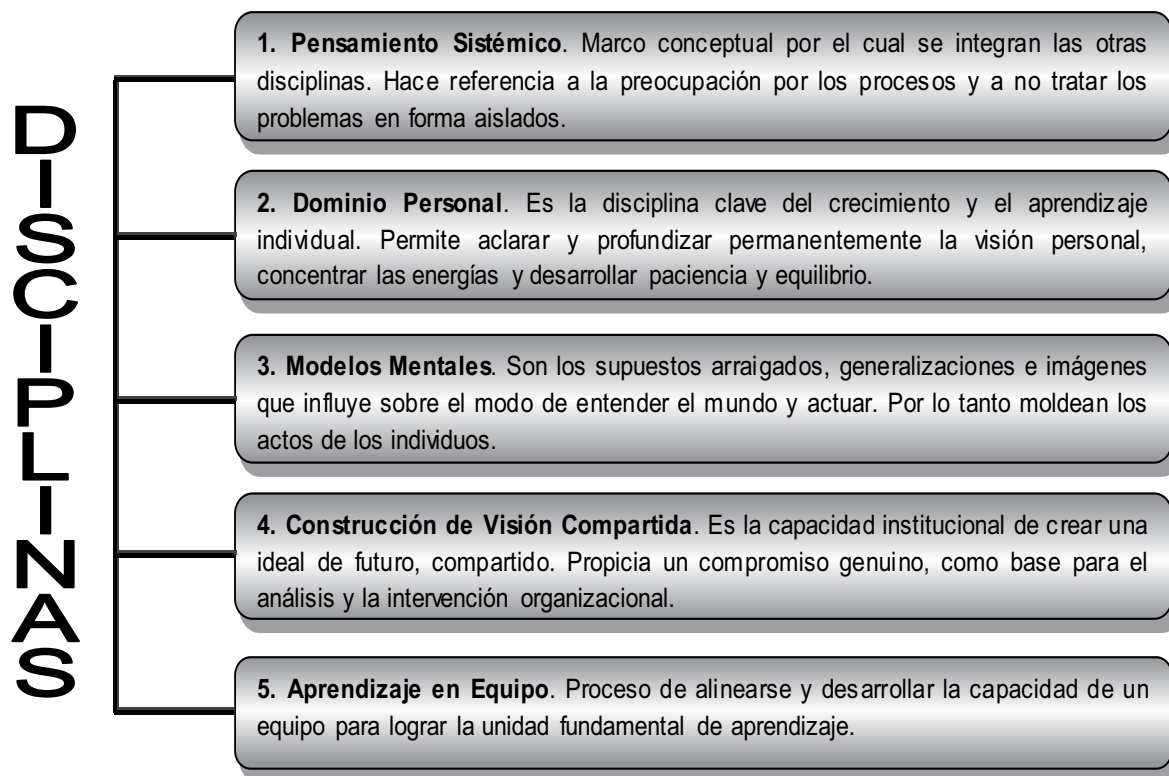 DISCIPLINAS
1. Pensamiento Sistémico. Marco conceptual por el cual se integran las otras
disciplinas. Hace referencia a la preocupación por los procesos y a no tratar los
problemas en forma aislados.
2. Dominio Personal. Es la disciplina clave del crecimiento y el aprendizaje
individual. Permite aclarar y profundizar permanentemente la visión personal,
concentrar las energías y desarrollar paciencia y equilibrio.
3. Modelos Mentales. Son los supuestos arraigados, generalizaciones e imágenes
que influye sobre el modo de entender el mundo y actuar. Por lo tanto moldean los
actos de los individuos.
4. Construcción de Visión Compartida. Es la capacidad institucional de crear una
ideal de futuro, compartido. Propicia un compromiso genuino, como base para el
análisis y la intervención organizacional.
5. Aprendizaje en Equipo. Proceso de alinearse y desarrollar la capacidad de un
equipo para lograr la unidad fundamental de aprendizaje.